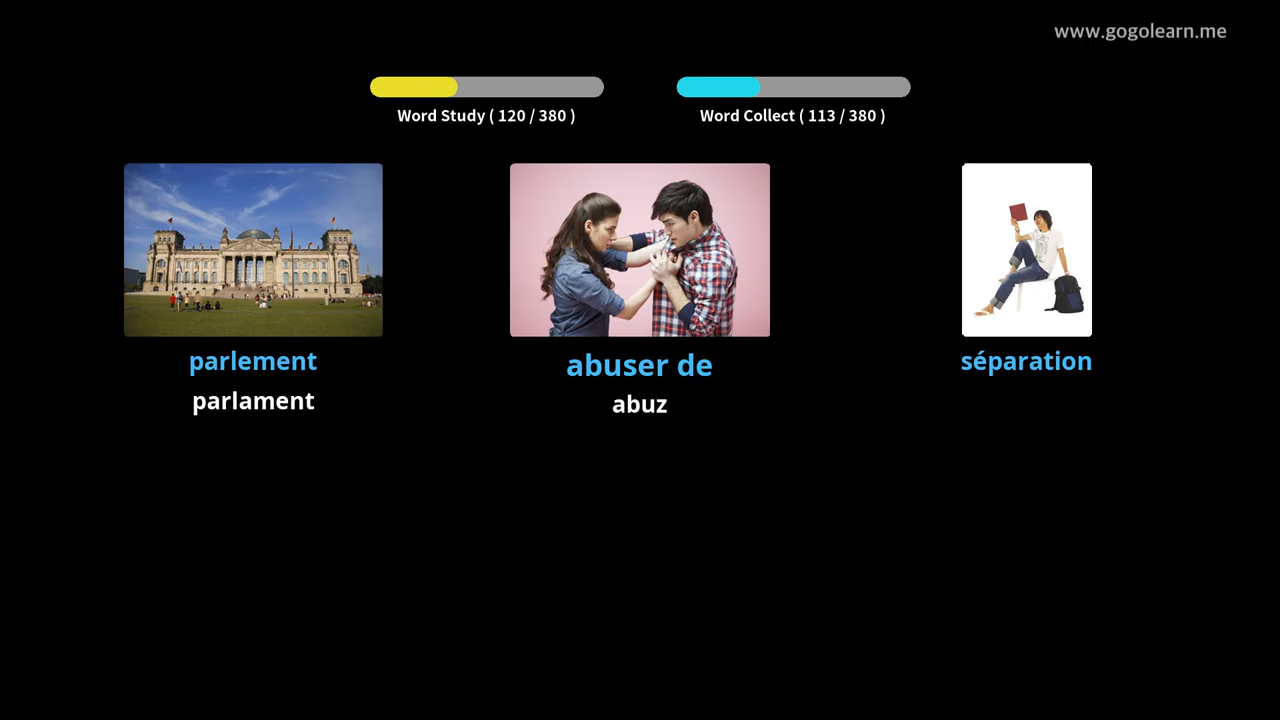 www.gogolearn.me
Word Study ( 120 / 380 )
Word Collect ( 113 / 380 )
parlement
abuser de
séparation
parlament
abuz